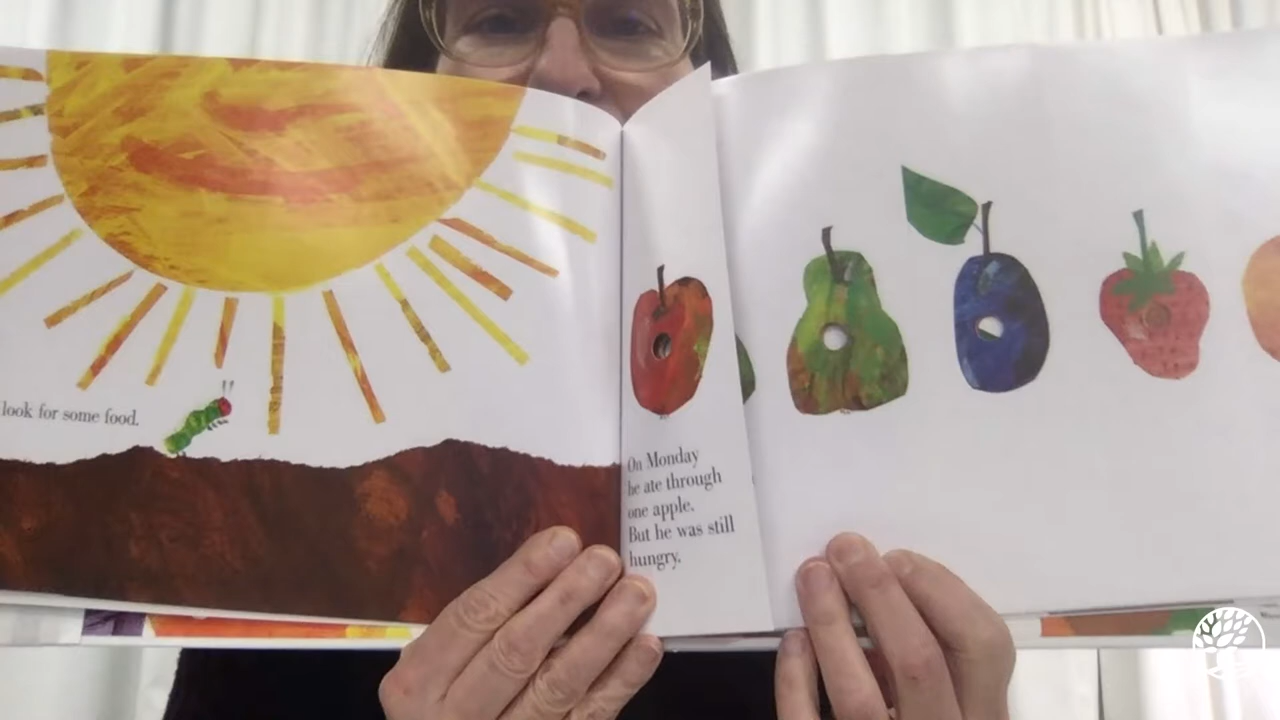 look for some food.
On Monday
he ate through
one apple.
But he was still
hungry.